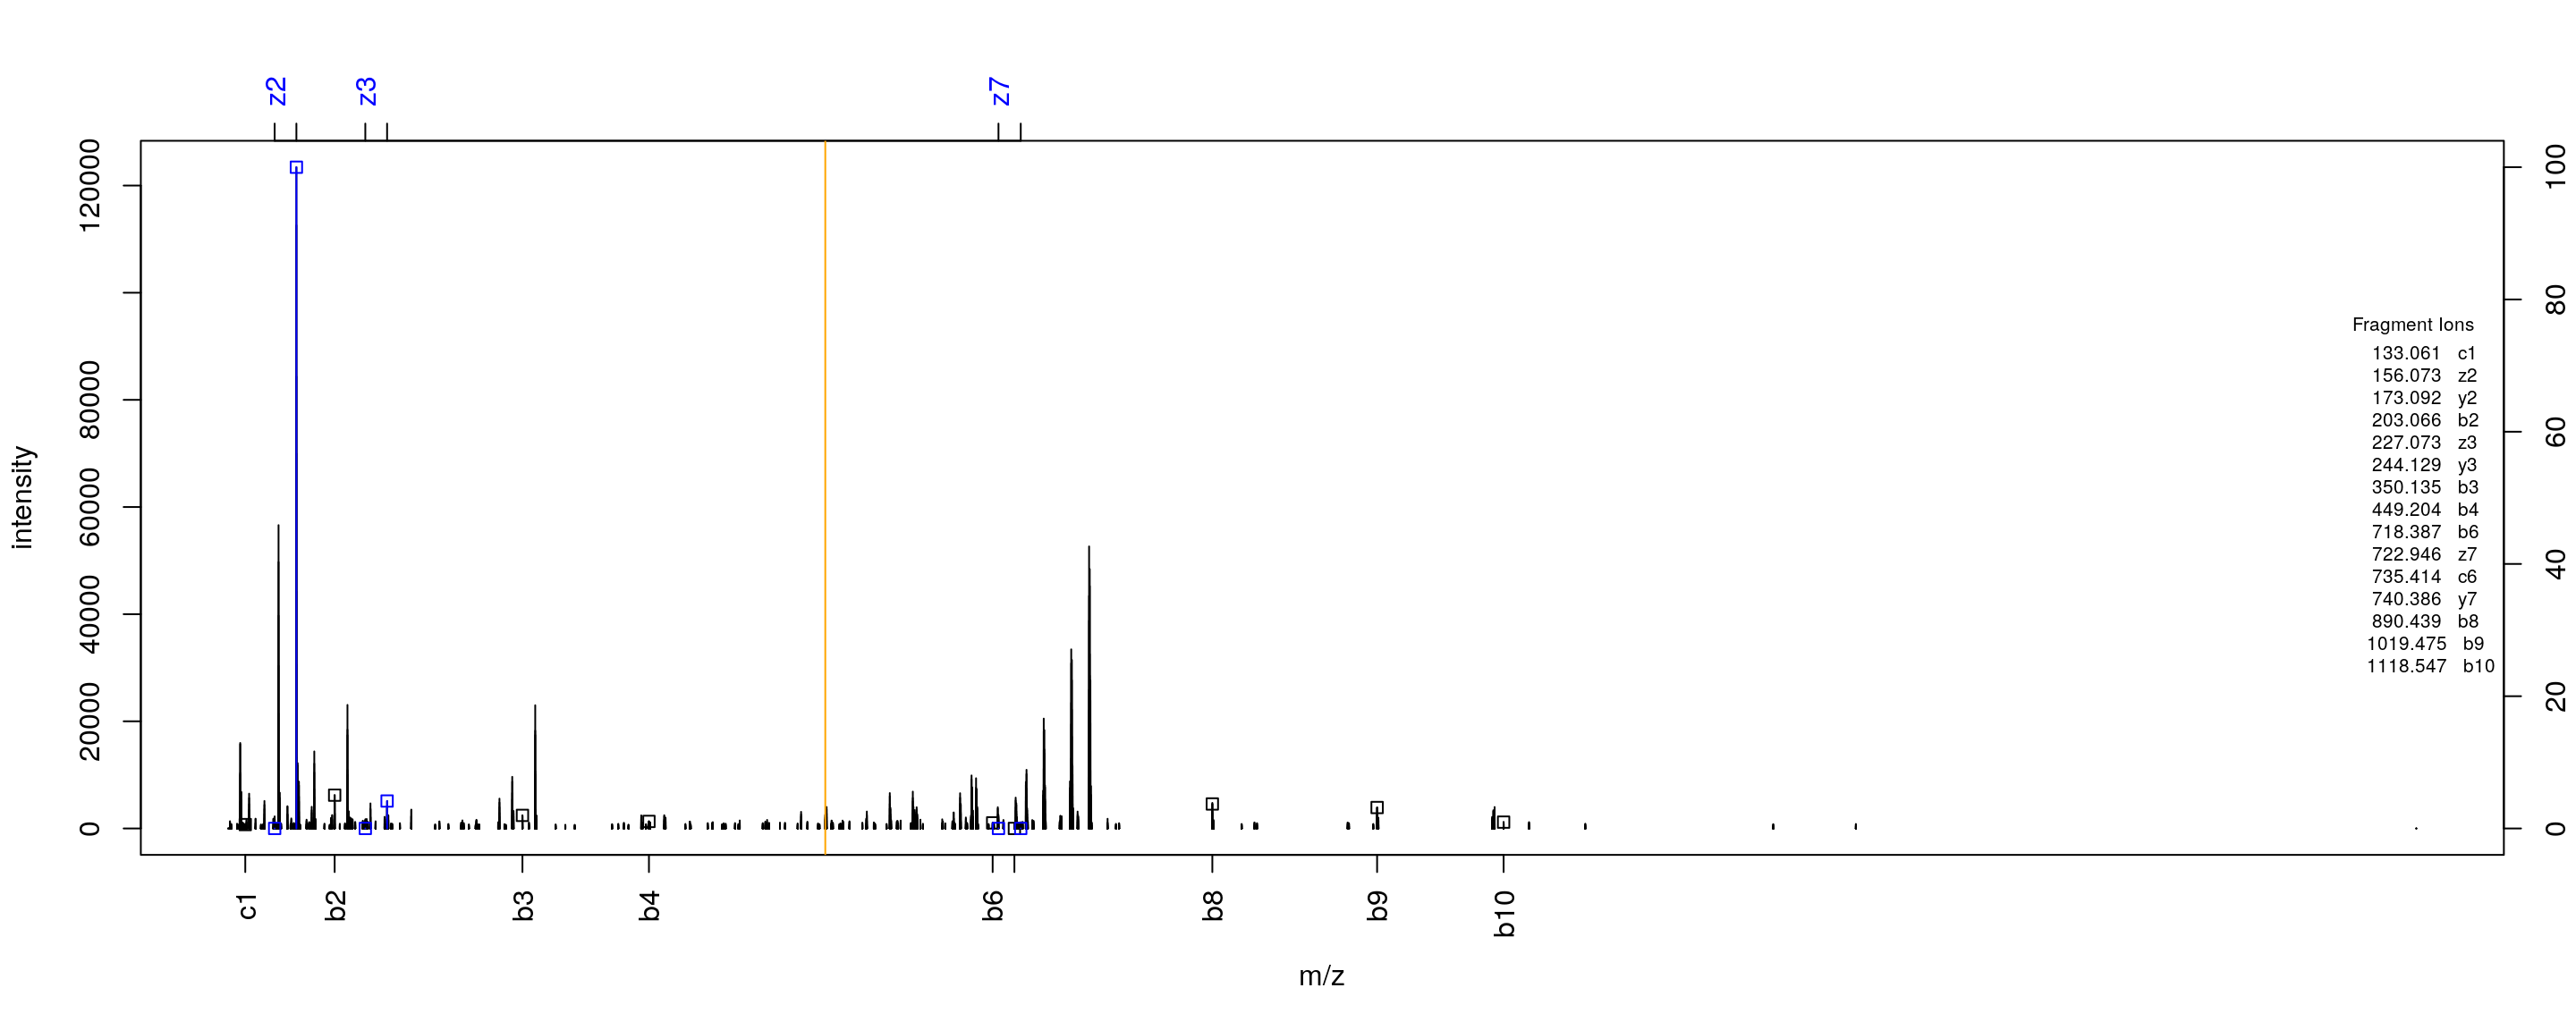 z2 z3 z7
120000
80000
60000
40000
20000
0
intensity
100
80
60
40
20
0
Fragment Ions
133.061 c1
156.073 z2
173.092 y2
203.066 b2
227.073 z3
244.129 y3
350.135 b3
449.204 b4
718.387 b6
722.946 z7
735.414 c6
740.386 y7
890.439 b8
1019.475 b9
1118.547 b10
c1 b2 b3 b4 b6 b8 b9 b10
m/z